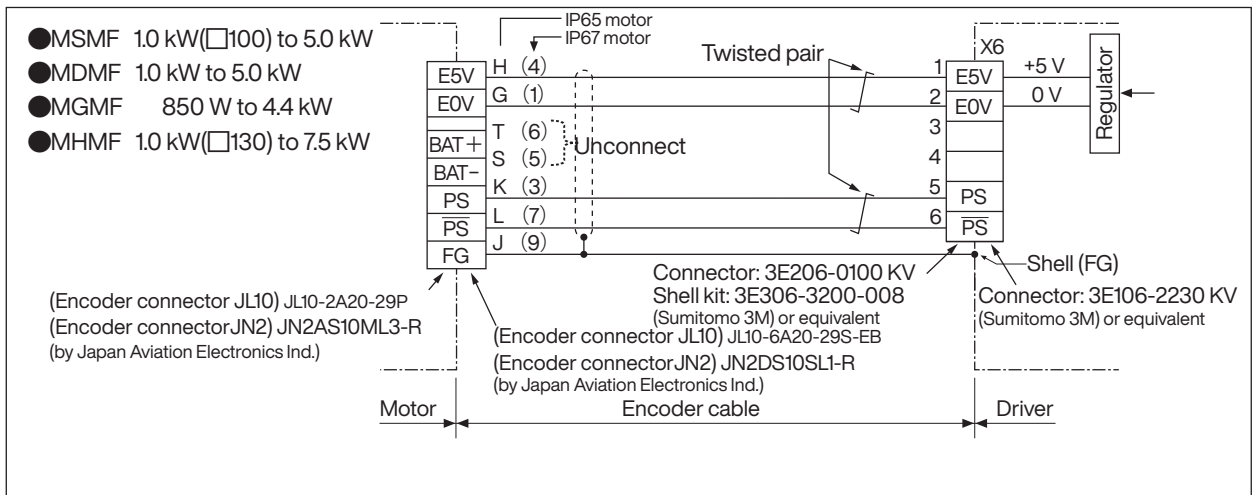 ●MSMF 1.0 kW(□100) to 5.0 kW
●MDMF 1.0 kW to 5.0 kW
●MGMF 850 W to 4.4 kW
●MHMF 1.0 kW(□130) to 7.5 kW
IP65 motor
IP67 motor
Twisted pair
X6
E5V H (4) 1 E5V +5 V
E0V G (1) 2 E0V 0 V
Regulator
T (6) 3
BAT+
Unconnect
S (5) 4
BAT-
K (3) 5
PS PS
L (7) 6
P̅S̅ P̅S̅
J (9)
FG
Shell (FG)
Connector: 3E206-0100 KV
Shell kit: 3E306-3200-008
(Sumitomo 3M) or equivalent
Connector: 3E106-2230 KV
(Sumitomo 3M) or equivalent
(Encoder connector JL10) JL10-2A20-29P
(Encoder connectorJN2) JN2AS10ML3-R
(by Japan Aviation Electronics Ind.)
(Encoder connector JL10) JL10-6A20-29S-EB
(Encoder connectorJN2) JN2DS10SL1-R
(by Japan Aviation Electronics Ind.)
Motor Encoder cable Driver